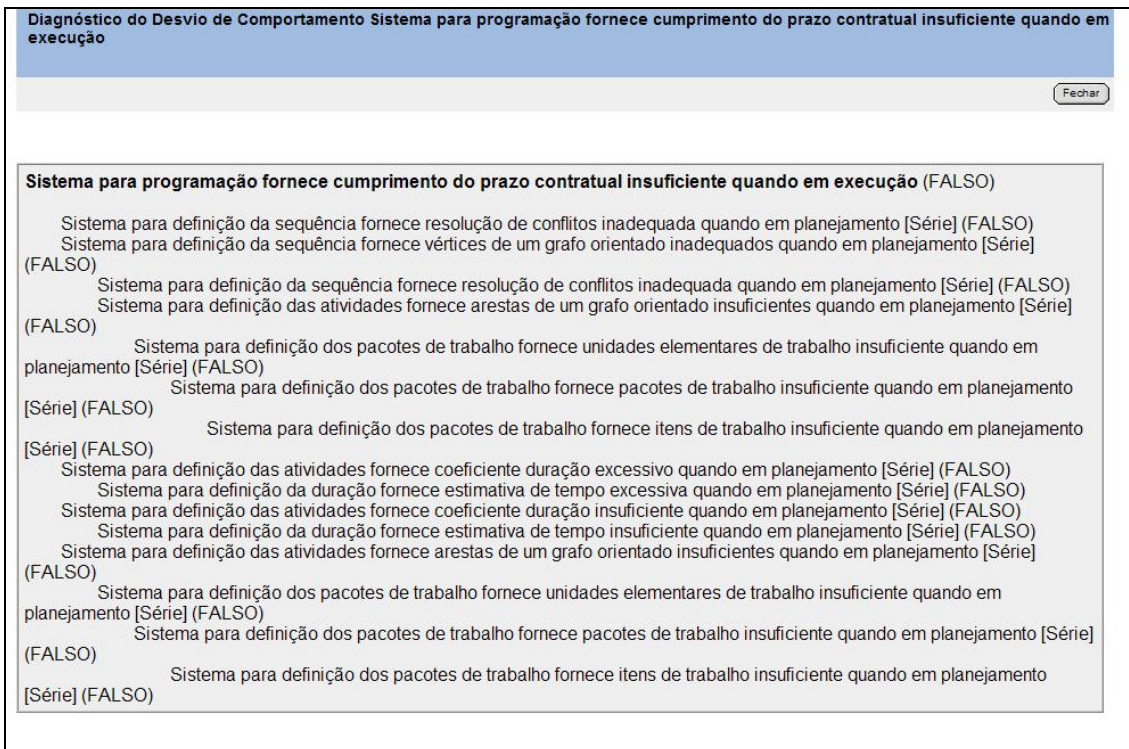 Diagnóstico do Desvio de Comportamento Sistema para programação fornece cumprimento do prazo contratual insuficiente quando em
execução
Fechar
Sistema para programação fornece cumprimento do prazo contratual insuficiente quando em execução (FALSO)
Sistema para definição da sequência fornece resolução de conflitos inadequada quando em planejamento [Série] (FALSO)
Sistema para definição da sequência fornece vértices de um grafo orientado inadequados quando em planejamento [Série]
(FALSO)
Sistema para definição da sequência fornece resolução de conflitos inadequada quando em planejamento [Série] (FALSO)
Sistema para definição das atividades fornece arestas de um grafo orientado insuficientes quando em planejamento [Série]
(FALSO)
Sistema para definição dos pacotes de trabalho fornece unidades elementares de trabalho insuficiente quando em
planejamento [Série] (FALSO)
Sistema para definição dos pacotes de trabalho fornece pacotes de trabalho insuficiente quando em planejamento
[Série] (FALSO)
Sistema para definição dos pacotes de trabalho fornece itens de trabalho insuficiente quando em planejamento
[Série] (FALSO)
Sistema para definição das atividades fornece coeficiente duração excessivo quando em planejamento [Série] (FALSO)
Sistema para definição da duração fornece estimativa de tempo excessiva quando em planejamento [Série] (FALSO)
Sistema para definição das atividades fornece coeficiente duração insuficiente quando em planejamento [Série] (FALSO)
Sistema para definição da duração fornece estimativa de tempo insuficiente quando em planejamento [Série] (FALSO)
Sistema para definição das atividades fornece arestas de um grafo orientado insuficientes quando em planejamento [Série]
(FALSO)
Sistema para definição dos pacotes de trabalho fornece unidades elementares de trabalho insuficiente quando em
planejamento [Série] (FALSO)
Sistema para definição dos pacotes de trabalho fornece pacotes de trabalho insuficiente quando em planejamento [Série]
(FALSO)
Sistema para definição dos pacotes de trabalho fornece itens de trabalho insuficiente quando em planejamento
[Série] (FALSO)